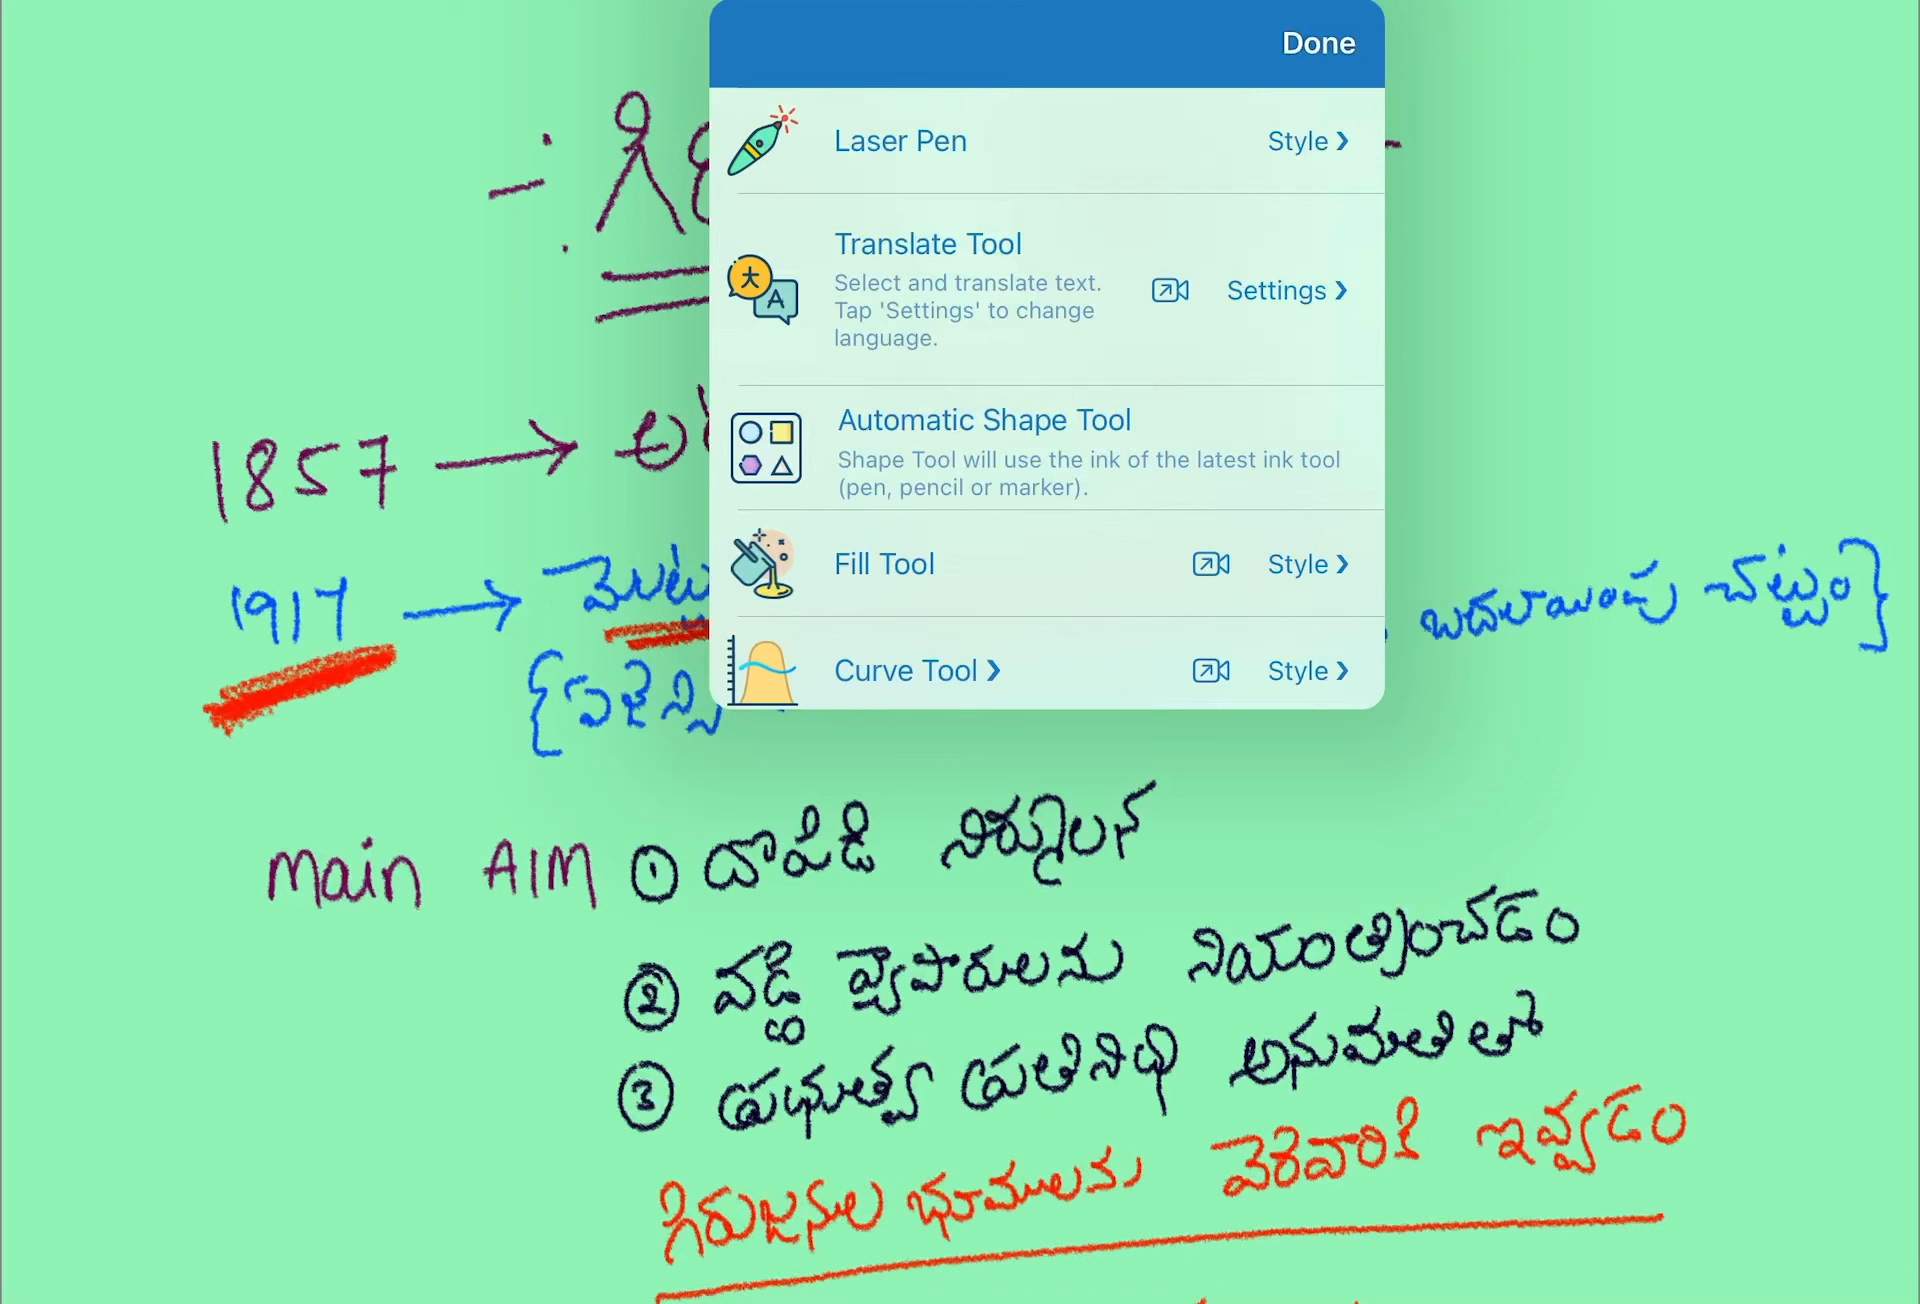 Done
Laser Pen Style
Translate Tool
Select and translate text.
Tap 'Settings' to change
language.
Settings
Automatic Shape Tool
Shape Tool will use the ink of the latest ink tool
(pen, pencil or marker).
Fill Tool Style
Curve Tool Style
1857 →
1917 → మొట్ట
{ఏజెన్సీ బదలాయింపు చట్టం}
Main AIM ① దోపిడి నిర్మూలన
② వడ్డీ వ్యాపారులను నియంత్రించడం
③ ప్రభుత్వ ప్రతినిధి అనుమతితో
గిరిజనుల భూములను వేరేవారికి ఇవ్వడం